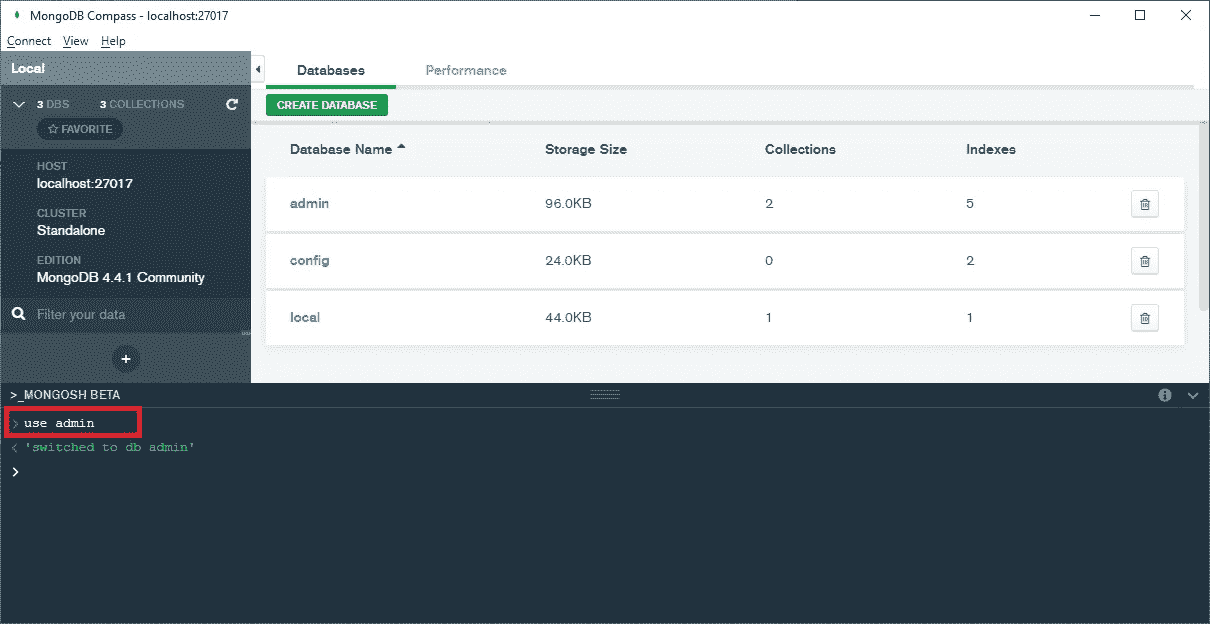 MongoDB Compass - localhost:27017
Connect View Help
Local
Databases Performance
3 DBS 3 COLLECTIONS
CREATE DATABASE
FAVORITE
Database Name Storage Size Collections Indexes
HOST
localhost:27017
admin 96.0KB 2 5
CLUSTER
Standalone
config 24.0KB 0 2
EDITION
MongoDB 4.4.1 Community
Filter your data
local 44.0KB 1 1
+
>_MONGOSH BETA
> use admin
< 'switched to db admin'
>